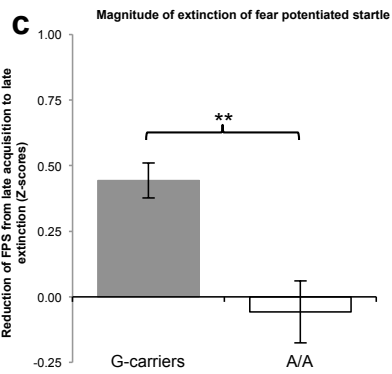 c
Magnitude of extinction of fear potentiated startle
Reduction of FPS from late acquisition to late
extinction (Z-scores)
1.00
0.75
0.50
0.25
0.00
-0.25
**
G-carriers
A/A